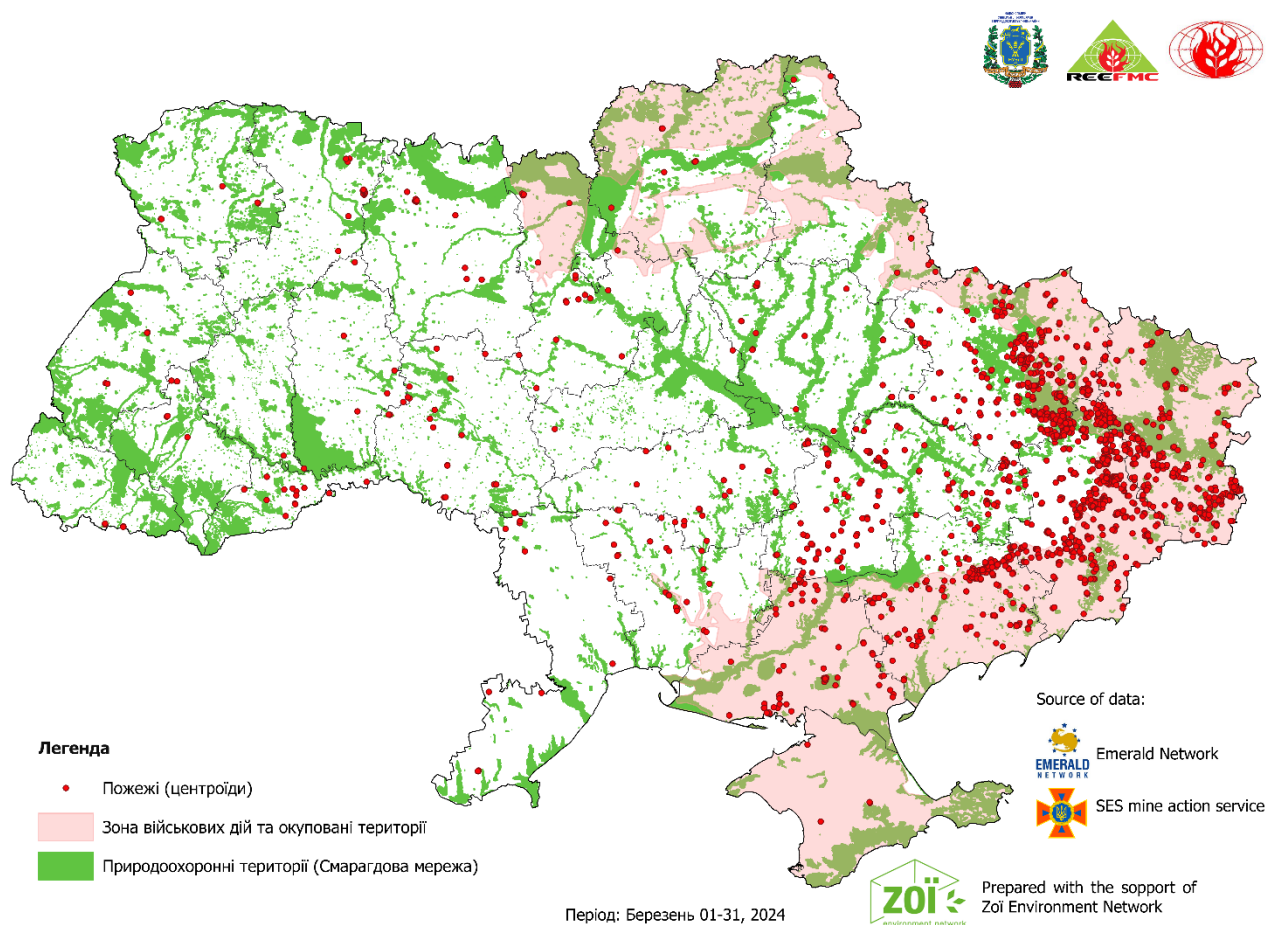 REEFMC
Source of data:
EMERALD
NETWORK
Emerald Network
SES mine action service
Легенда
Пожежі (центроїди)
Зона військових дій та окуповані території
Природоохоронні території (Смарагдова мережа)
zoï
environment network
Prepared with the sopport of
Zoï Environment Network
Період: Березень 01-31, 2024